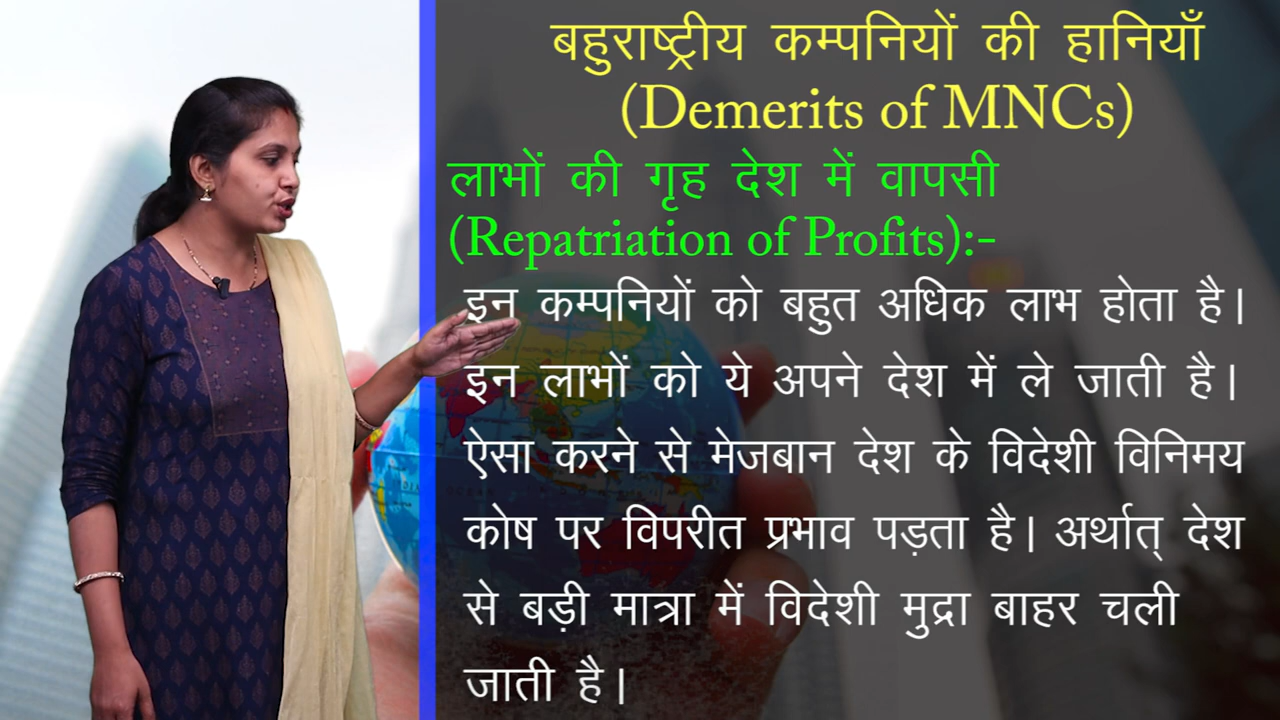 बहुराष्ट्रीय कम्पनियों की हानियाँ
(Demerits of MNCs)
लाभों की गृह देश में वापसी
(Repatriation of Profits):-
इन कम्पनियों को बहुत अधिक लाभ होता है।
इन लाभों को ये अपने देश में ले जाती है।
ऐसा करने से मेजबान देश के विदेशी विनिमय
कोष पर विपरीत प्रभाव पड़ता है। अर्थात् देश
से बड़ी मात्रा में विदेशी मुद्रा बाहर चली
जाती है।